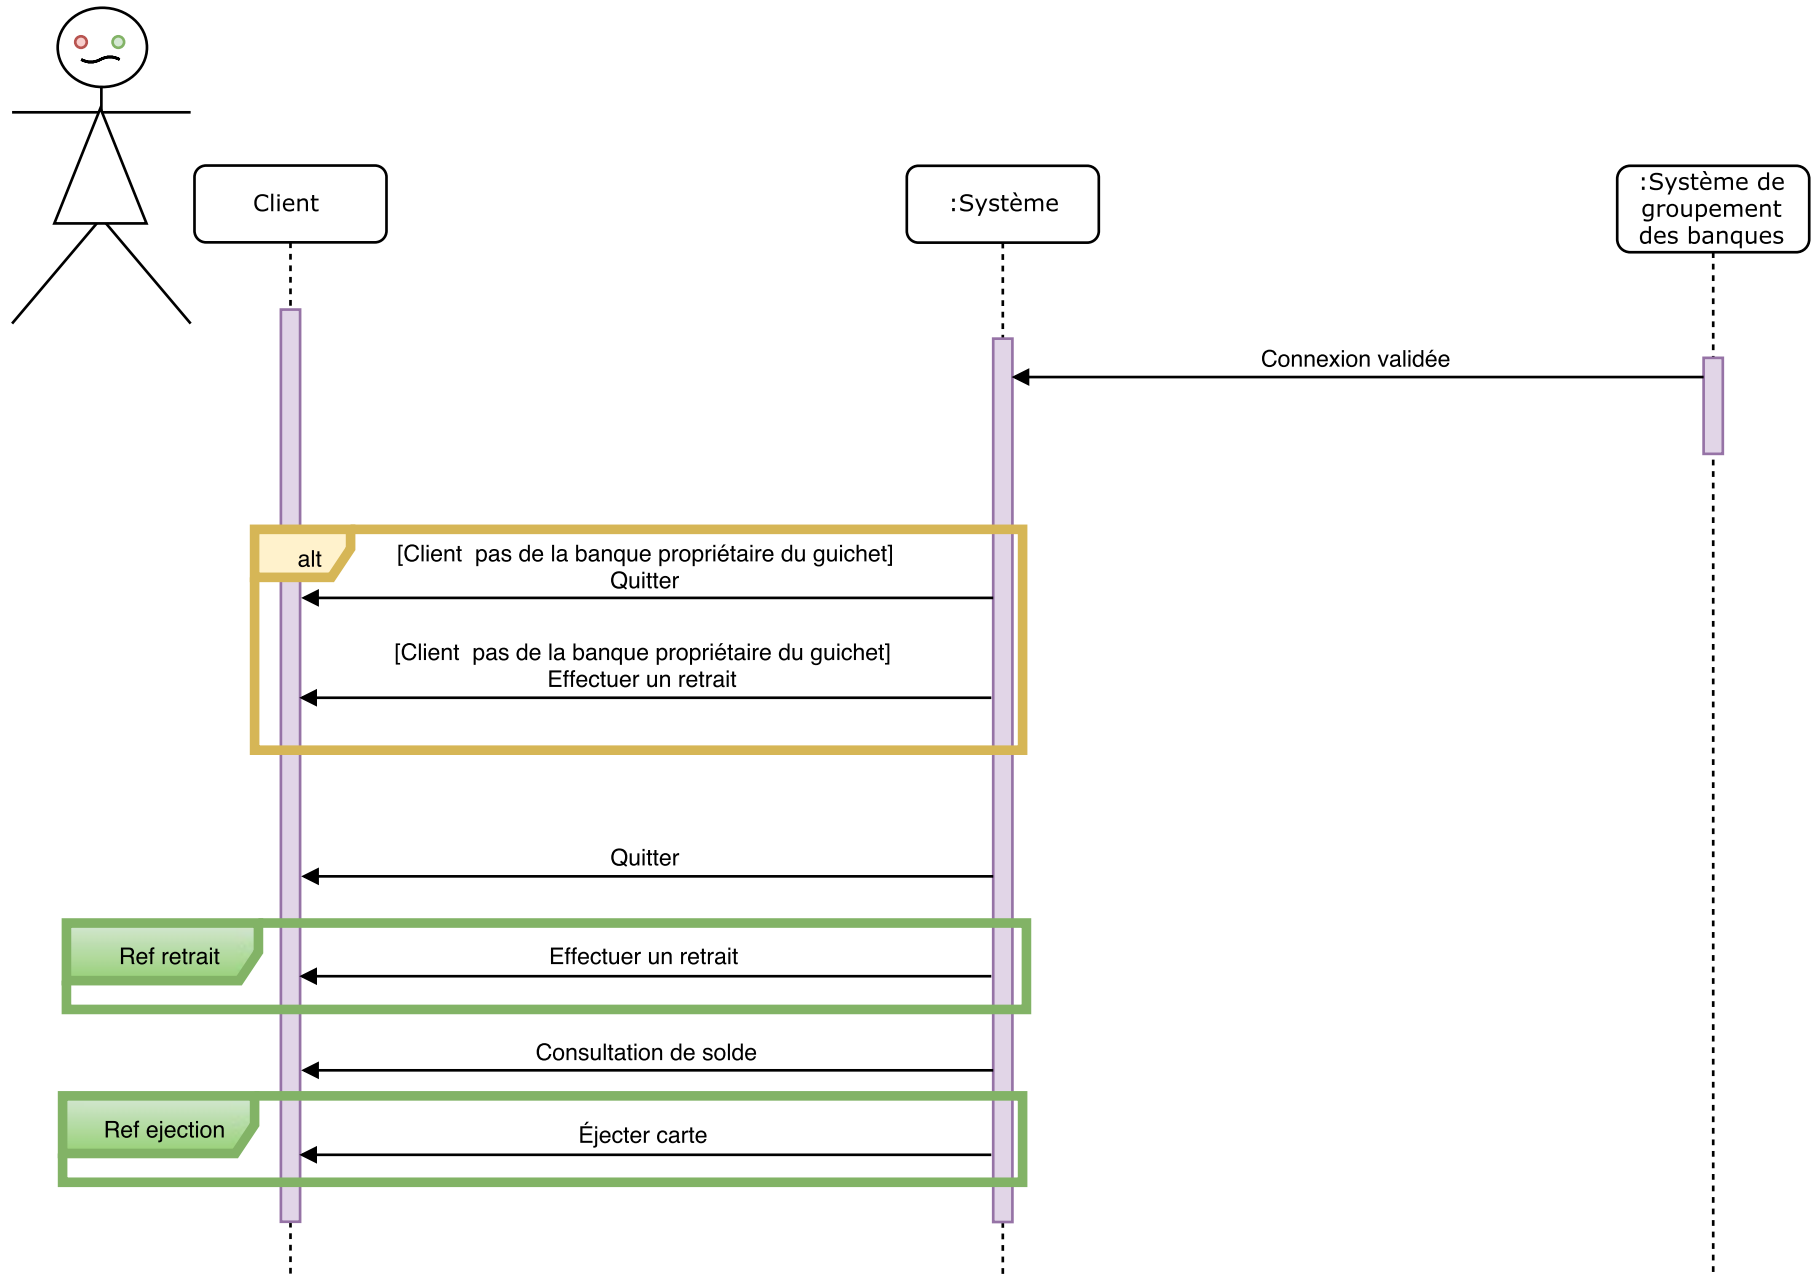 Client
:Système
:Système de
groupement
des banques
Connexion validée
alt
[Client  pas de la banque propriétaire du guichet]
Quitter
[Client  pas de la banque propriétaire du guichet]
Effectuer un retrait
Quitter
Ref retrait
Effectuer un retrait
Consultation de solde
Ref ejection
Éjecter carte